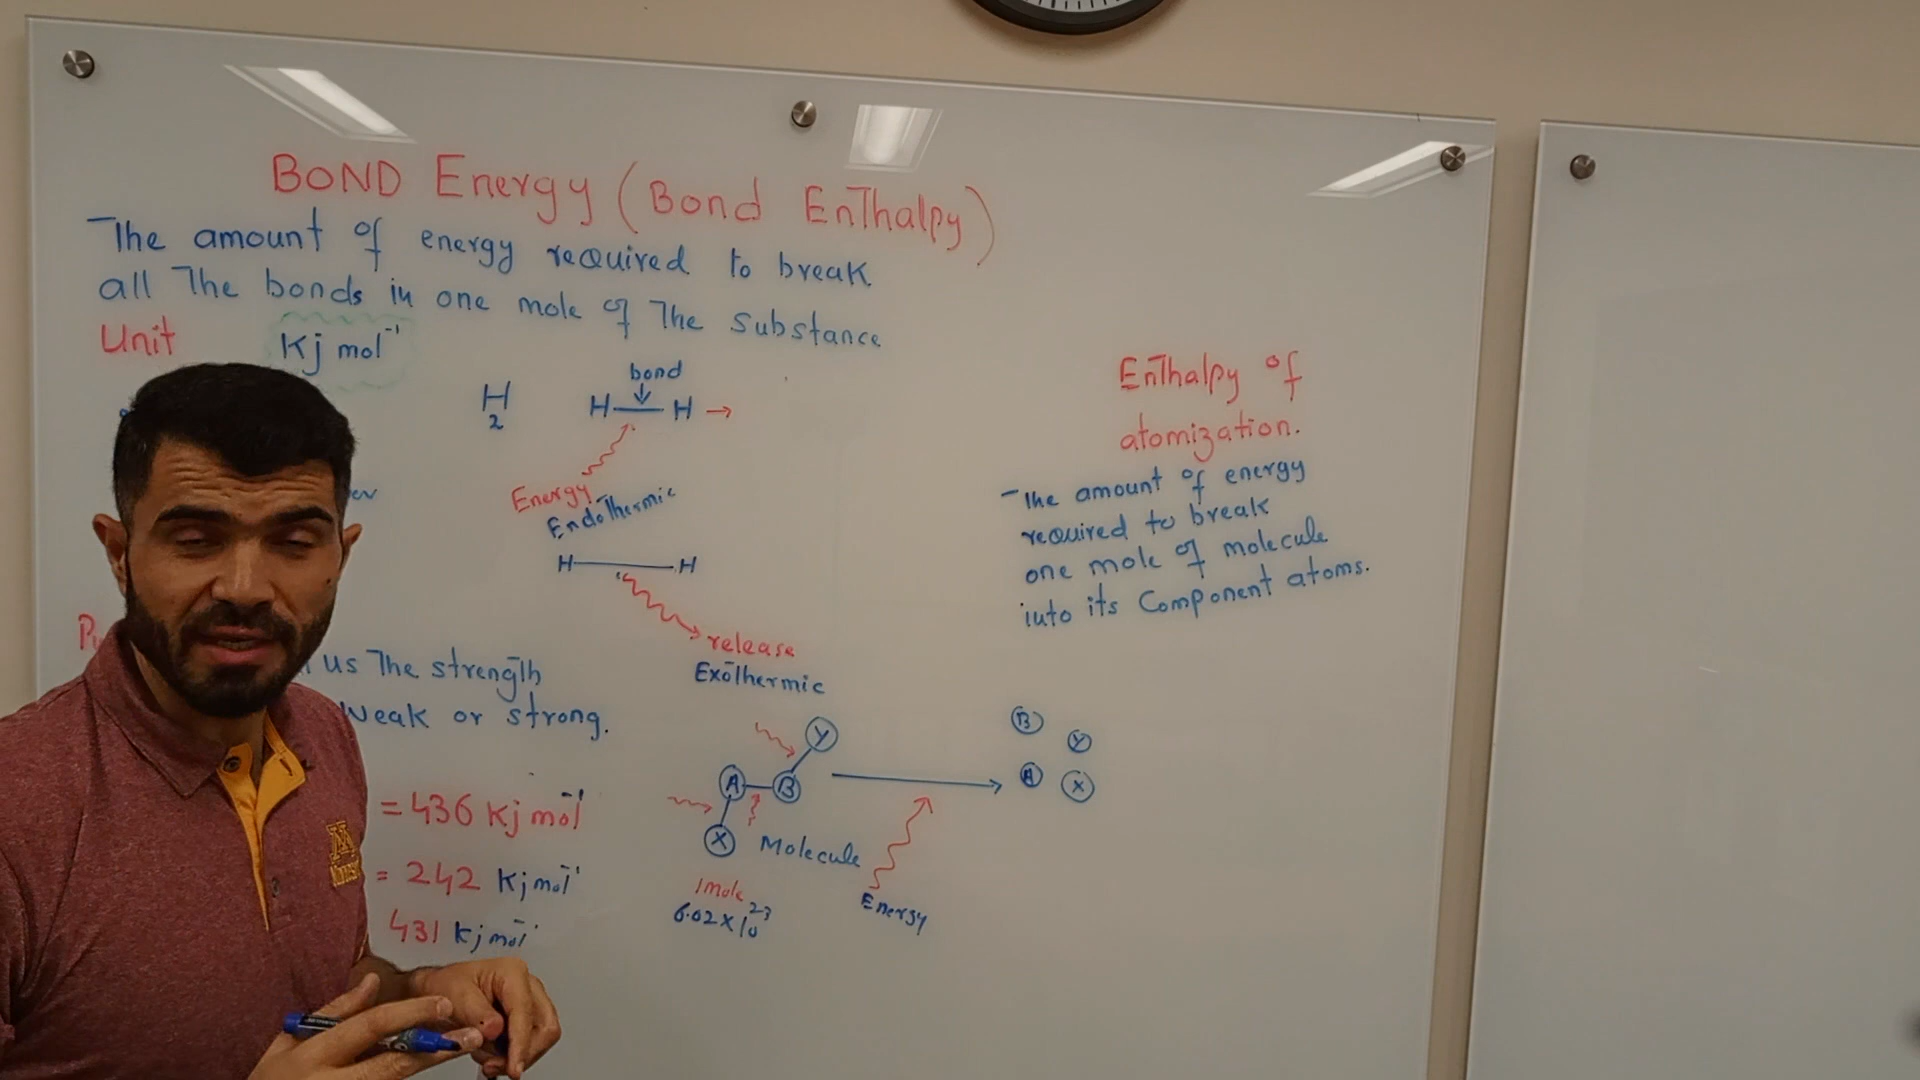 BOND Energy (Bond Enthalpy)
The amount of energy required to break
all The bonds in one mole of The Substance
Unit Kj mol⁻¹
bond
H₂ H—H →
Energy
Endothermic
H—H
release
Exothermic
us The strength
Weak or strong.
= 436 Kj mol⁻¹
= 242 Kj mol⁻¹
431 Kj mol⁻¹
Y
A B
X Molecule
1 mole
6.02 x 10²³
Energy
B Y
A X
Enthalpy of
atomization.
The amount of energy
required to break
one mole of molecule
into its Component atoms.
M